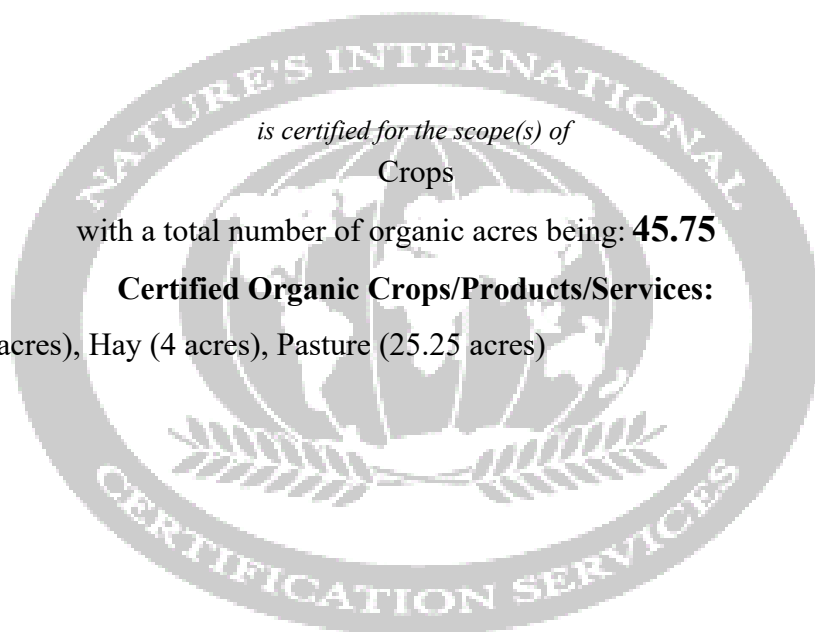 NATURE'S INTERNATIONAL
is certified for the scope(s) of
Crops
with a total number of organic acres being: 45.75
Certified Organic Crops/Products/Services:
acres), Hay (4 acres), Pasture (25.25 acres)
CERTIFICATION SERVICES